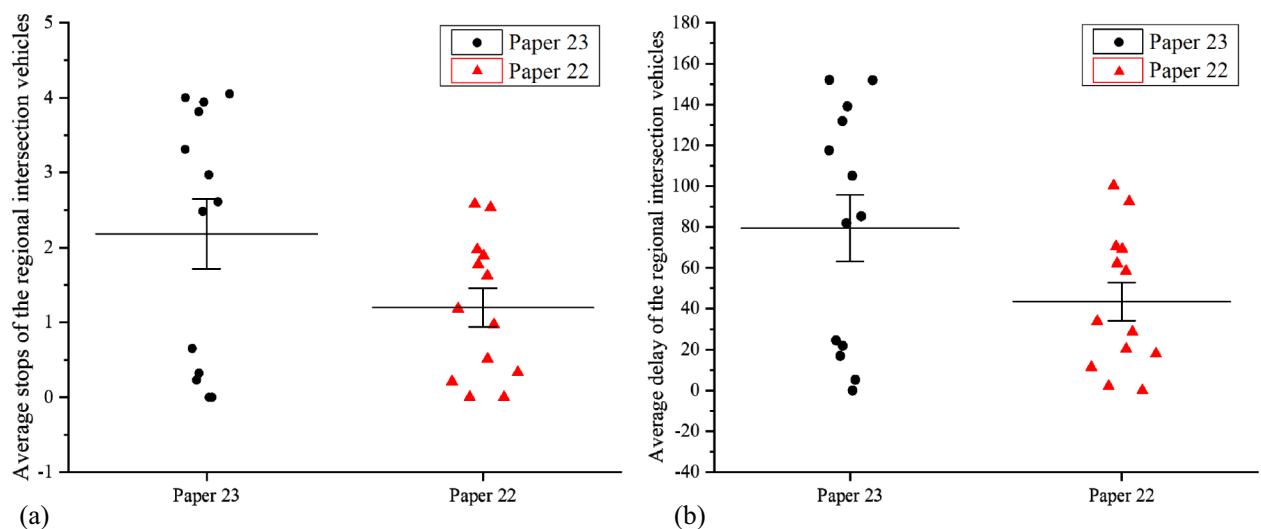 Average stops of the regional intersection vehicles
5
4
3
2
1
0
-1
Paper 23
Paper 22
Paper 23
Paper 22
(a)
Average delay of the regional intersection vehicles
180
160
140
120
100
80
60
40
20
0
-20
-40
Paper 23
Paper 22
Paper 23
Paper 22
(b)